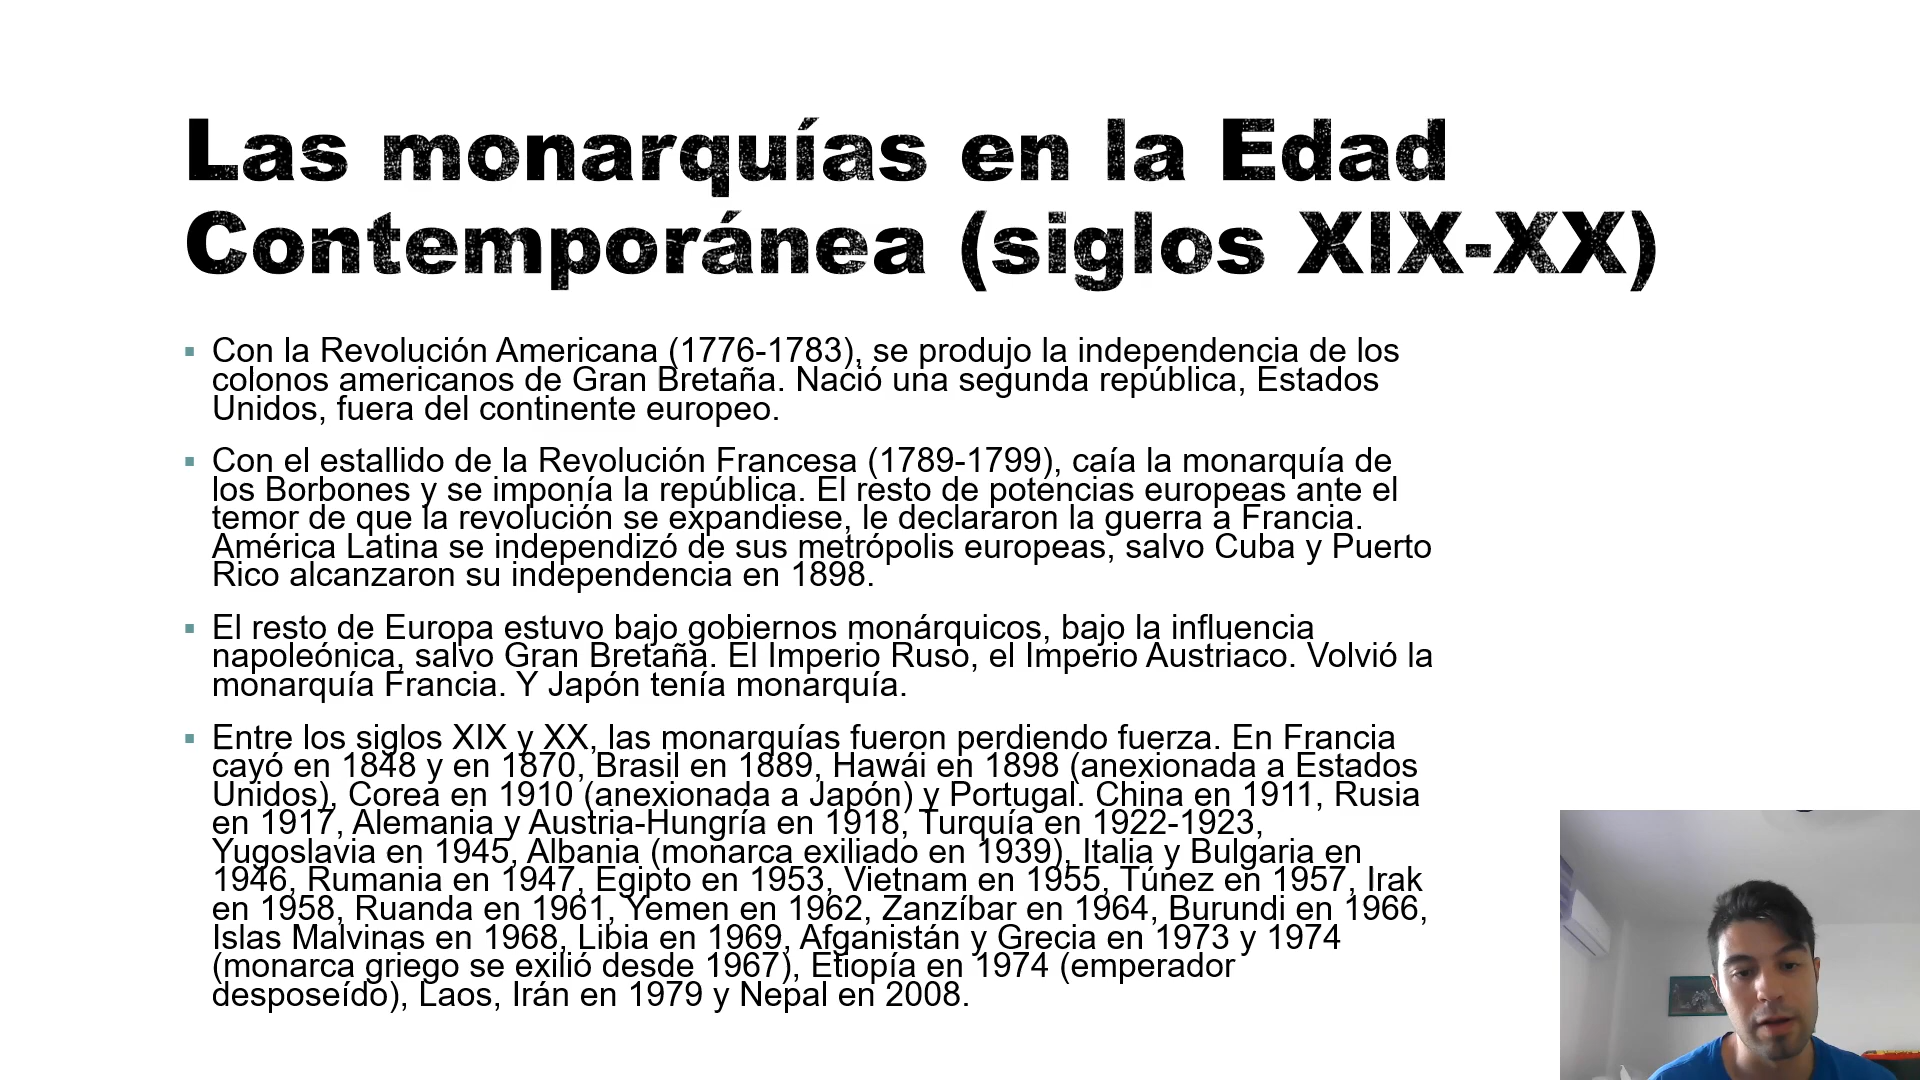 Las monarquías en la Edad
Contemporánea (siglos XIX-XX)
▪ Con la Revolución Americana (1776-1783), se produjo la independencia de los
colonos americanos de Gran Bretaña. Nació una segunda república, Estados
Unidos, fuera del continente europeo.
▪ Con el estallido de la Revolución Francesa (1789-1799), caía la monarquía de
los Borbones y se imponía la república. El resto de potencias europeas ante el
temor de que la revolución se expandiese, le declararon la guerra a Francia.
América Latina se independizó de sus metrópolis europeas, salvo Cuba y Puerto
Rico alcanzaron su independencia en 1898.
▪ El resto de Europa estuvo bajo gobiernos monárquicos, bajo la influencia
napoleónica, salvo Gran Bretaña. El Imperio Ruso, el Imperio Austriaco. Volvió la
monarquía Francia. Y Japón tenía monarquía.
▪ Entre los siglos XIX y XX, las monarquías fueron perdiendo fuerza. En Francia
cayó en 1848 y en 1870, Brasil en 1889, Hawái en 1898 (anexionada a Estados
Unidos), Corea en 1910 (anexionada a Japón) y Portugal. China en 1911, Rusia
en 1917, Alemania y Austria-Hungría en 1918, Turquía en 1922-1923,
Yugoslavia en 1945, Albania (monarca exiliado en 1939), Italia y Bulgaria en
1946, Rumania en 1947, Egipto en 1953, Vietnam en 1955, Túnez en 1957, Irak
en 1958, Ruanda en 1961, Yemen en 1962, Zanzíbar en 1964, Burundi en 1966,
Islas Malvinas en 1968, Libia en 1969, Afganistán y Grecia en 1973 y 1974
(monarca griego se exilió desde 1967), Etiopía en 1974 (emperador
desposeído), Laos, Irán en 1979 y Nepal en 2008.